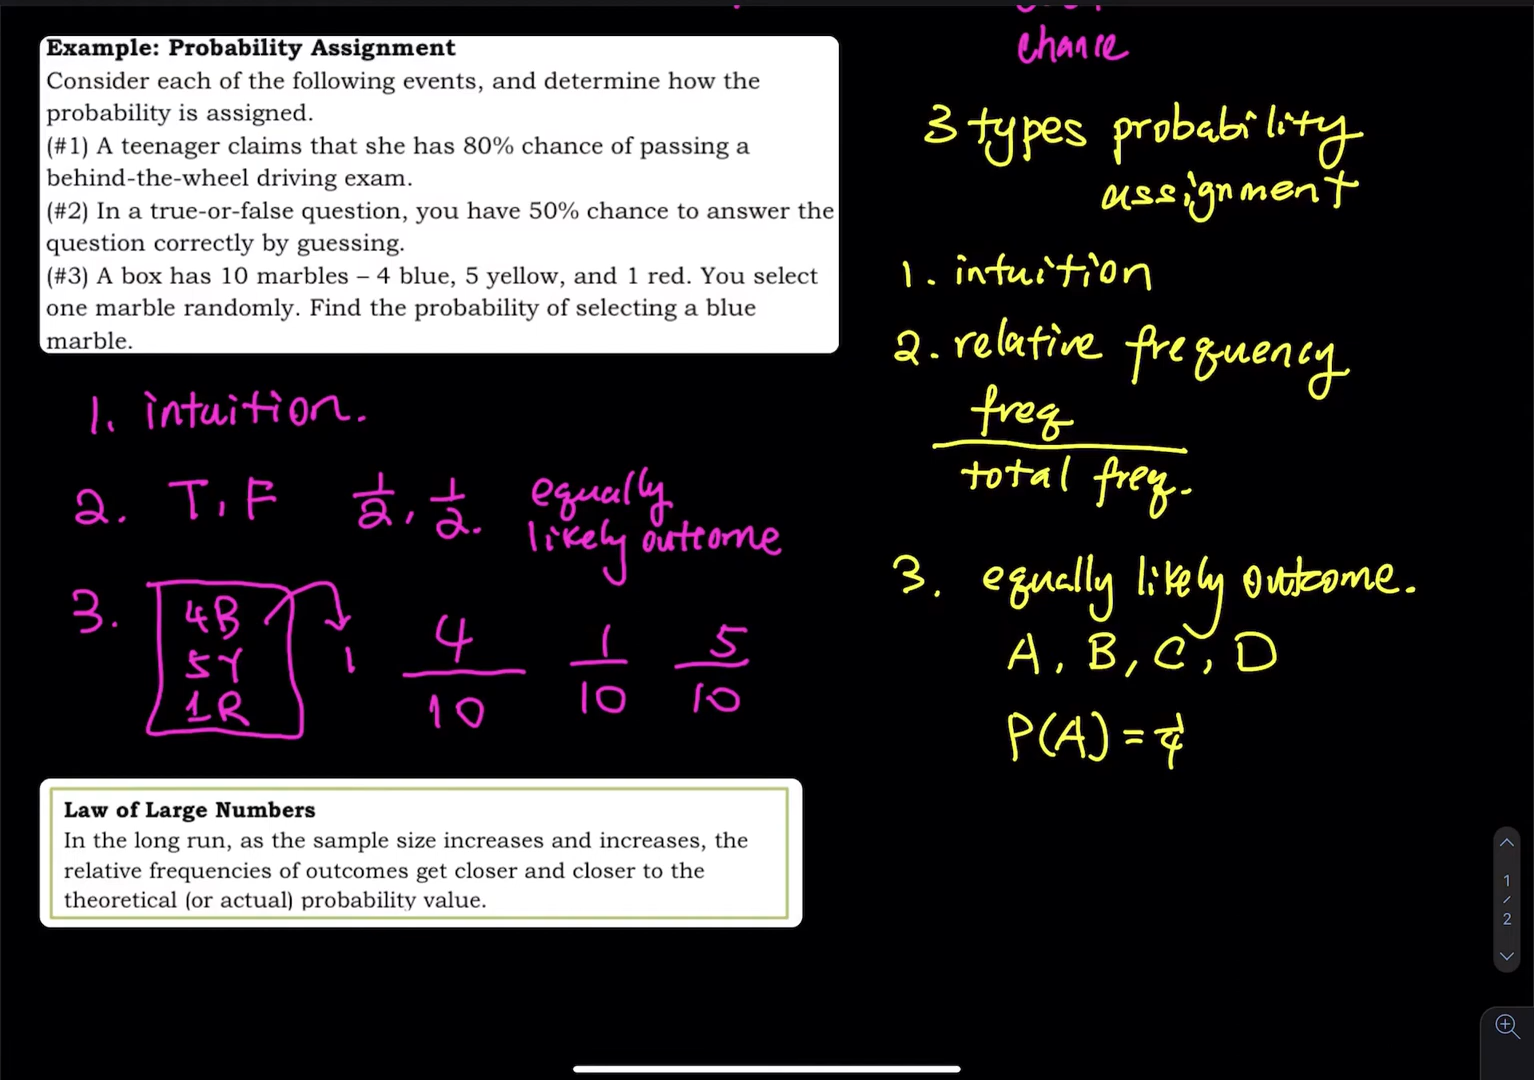 chance
Example: Probability Assignment
Consider each of the following events, and determine how the
probability is assigned.
(#1) A teenager claims that she has 80% chance of passing a
behind-the-wheel driving exam.
(#2) In a true-or-false question, you have 50% chance to answer the
question correctly by guessing.
(#3) A box has 10 marbles – 4 blue, 5 yellow, and 1 red. You select
one marble randomly. Find the probability of selecting a blue
marble.
1. intuition.
2. T, F 1/2, 1/2. equally
likely outcome
3. 4B
5Y
1R
1
4/10 1/10 5/10
Law of Large Numbers
In the long run, as the sample size increases and increases, the
relative frequencies of outcomes get closer and closer to the
theoretical (or actual) probability value.
3 types probability
assignment
1. intuition
2. relative frequency
freq
total freq.
3. equally likely outcome.
A, B, C, D
P(A) = 1/4
1
/
2